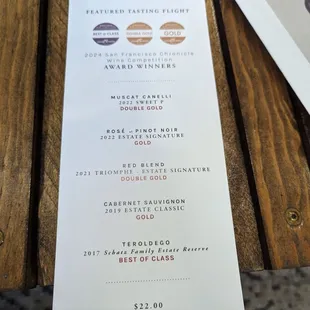 FEATURED TASTING FLIGHT
BEST of CLASS
DOUBLE GOLD
GOLD
2024 San Francisco Chronicle
Wine Competition
AWARD WINNERS
MUSCAT CANELLI
2022 SWEET P
DOUBLE GOLD
ROSÉ of PINOT NOIR
2022 ESTATE SIGNATURE
GOLD
RED BLEND
2021 TRIOMPHE | ESTATE SIGNATURE
DOUBLE GOLD
CABERNET SAUVIGNON
2019 ESTATE CLASSIC
GOLD
TEROLDEGO
2017 Schatz Family Estate Reserve
BEST OF CLASS
$22.00